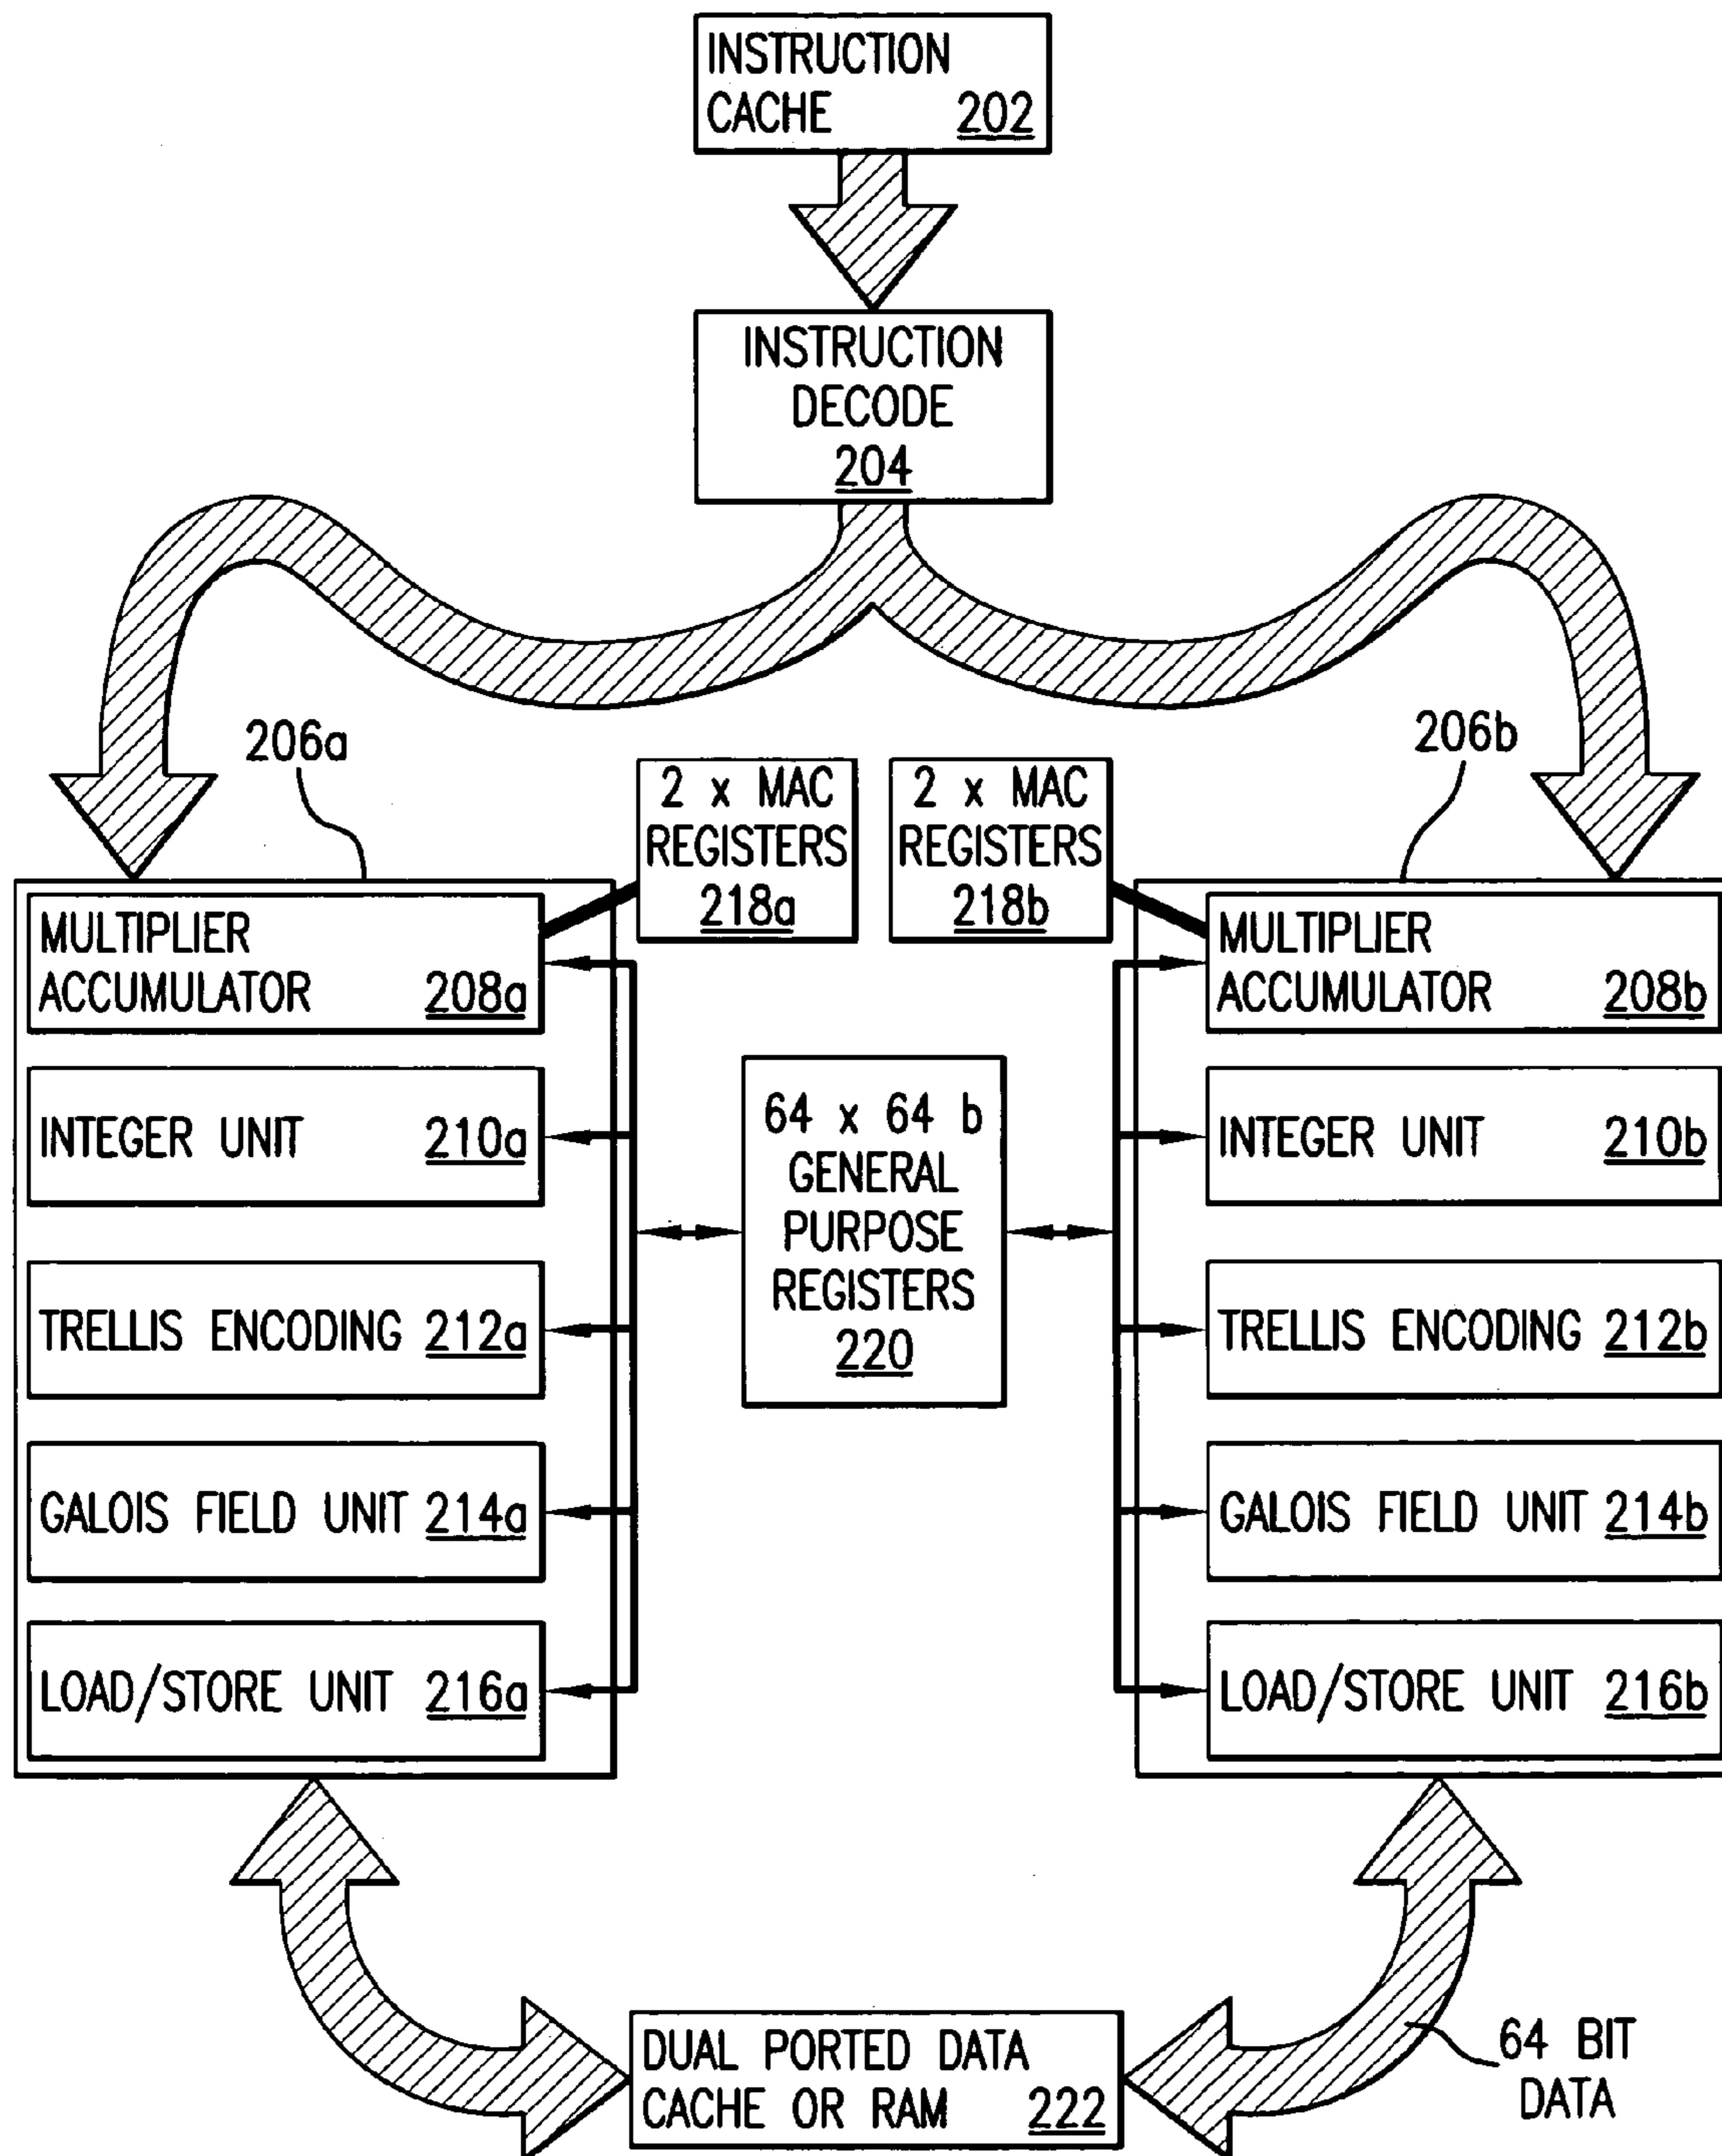 INSTRUCTION
CACHE 202
INSTRUCTION
DECODE
204
206a
206b
2 x MAC
REGISTERS
218a
2 x MAC
REGISTERS
218b
MULTIPLIER
ACCUMULATOR 208a
INTEGER UNIT 210a
TRELLIS ENCODING 212a
GALOIS FIELD UNIT 214a
LOAD/STORE UNIT 216a
64 x 64 b
GENERAL
PURPOSE
REGISTERS
220
MULTIPLIER
ACCUMULATOR 208b
INTEGER UNIT 210b
TRELLIS ENCODING 212b
GALOIS FIELD UNIT 214b
LOAD/STORE UNIT 216b
DUAL PORTED DATA
CACHE OR RAM 222
64 BIT
DATA